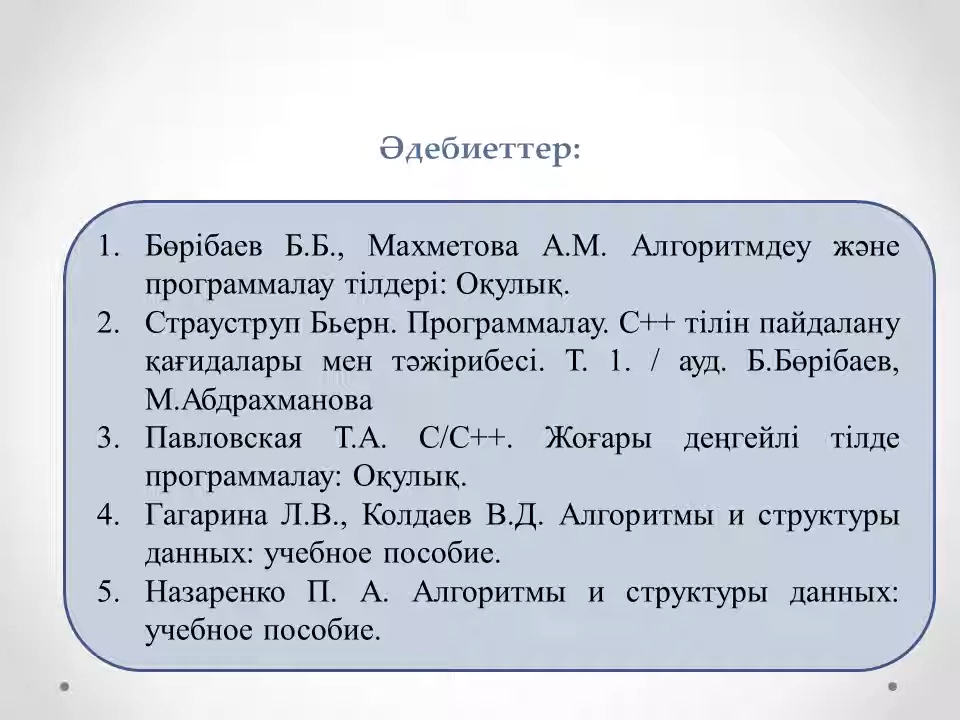 Әдебиеттер:
1. Бөрібаев Б.Б., Махметова А.М. Алгоритмдеу және
программалау тілдері: Оқулық.
2. Страуструп Бьерн. Программалау. С++ тілін пайдалану
қағидалары мен тәжірибесі. Т. 1. / ауд. Б.Бөрібаев,
М.Абдрахманова
3. Павловская Т.А. С/С++. Жоғары деңгейлі тілде
программалау: Оқулық.
4. Гагарина Л.В., Колдаев В.Д. Алгоритмы и структуры
данных: учебное пособие.
5. Назаренко П. А. Алгоритмы и структуры данных:
учебное пособие.